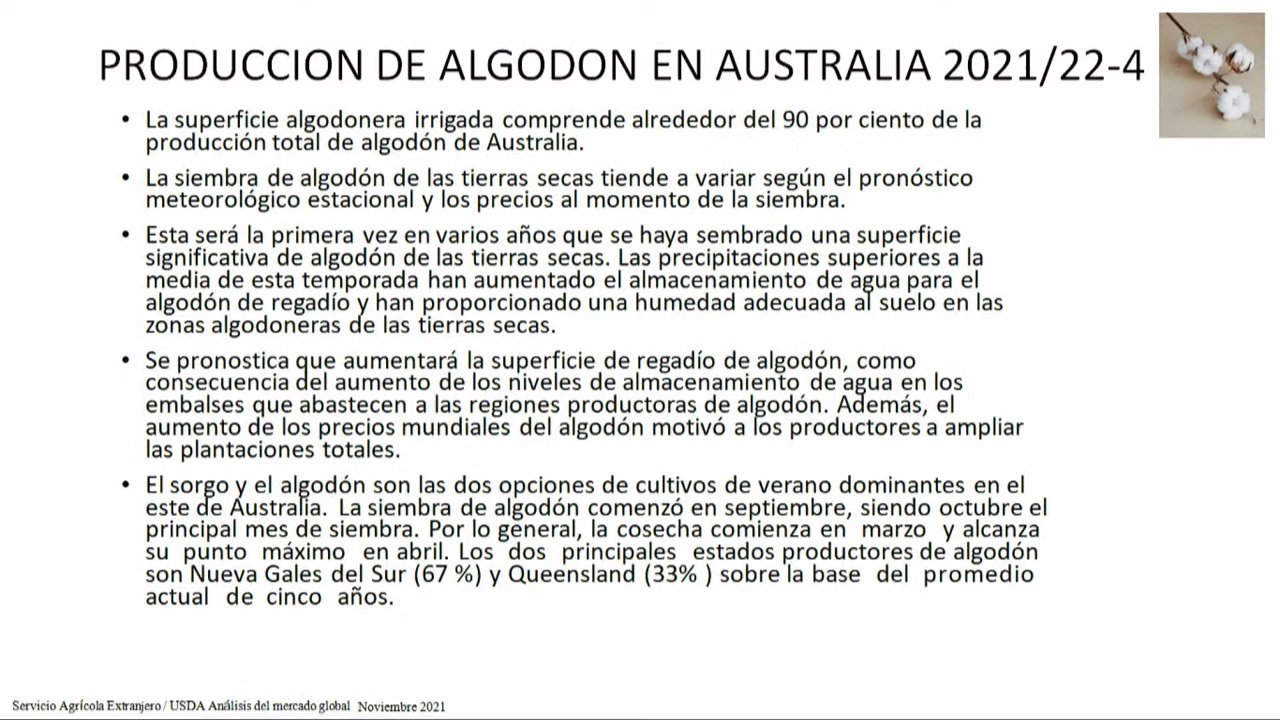 PRODUCCION DE ALGODON EN AUSTRALIA 2021/22-4
• La superficie algodonera irrigada comprende alrededor del 90 por ciento de la
producción total de algodón de Australia.
• La siembra de algodón de las tierras secas tiende a variar según el pronóstico
meteorológico estacional y los precios al momento de la siembra.
• Esta será la primera vez en varios años que se haya sembrado una superficie
significativa de algodón de las tierras secas. Las precipitaciones superiores a la
media de esta temporada han aumentado el almacenamiento de agua para el
algodón de regadío y han proporcionado una humedad adecuada al suelo en las
zonas algodoneras de las tierras secas.
• Se pronostica que aumentará la superficie de regadío de algodón, como
consecuencia del aumento de los niveles de almacenamiento de agua en los
embalses que abastecen a las regiones productoras de algodón. Además, el
aumento de los precios mundiales del algodón motivó a los productores a ampliar
las plantaciones totales.
• El sorgo y el algodón son las dos opciones de cultivos de verano dominantes en el
este de Australia. La siembra de algodón comenzó en septiembre, siendo octubre el
principal mes de siembra. Por lo general, la cosecha comienza en marzo y alcanza
su punto máximo en abril. Los dos principales estados productores de algodón
son Nueva Gales del Sur (67 %) y Queensland (33% ) sobre la base del promedio
actual de cinco años.
Servicio Agrícola Extranjero / USDA Análisis del mercado global Noviembre 2021